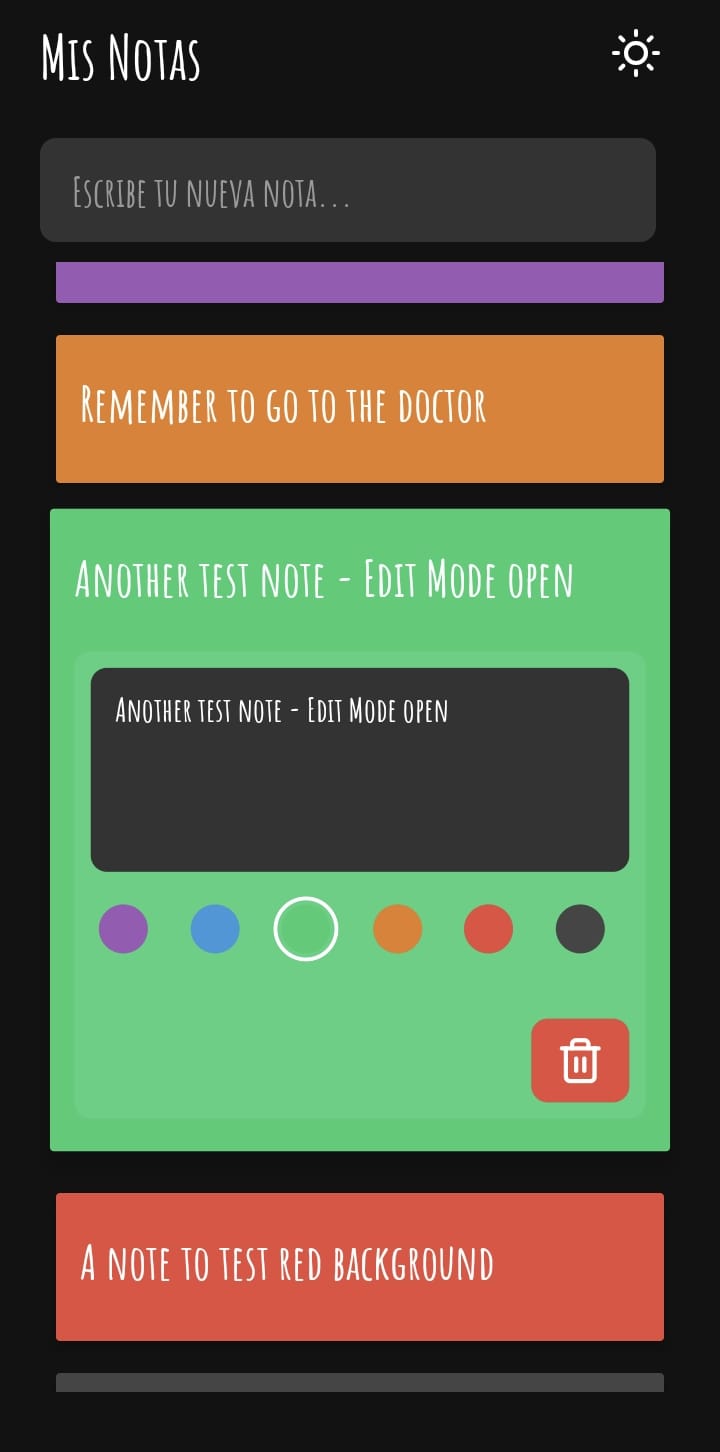 Mis Notas
Escribe tu nueva nota...
Remember to go to the doctor
Another test note - Edit Mode open
Another test note - Edit Mode open
A note to test red background